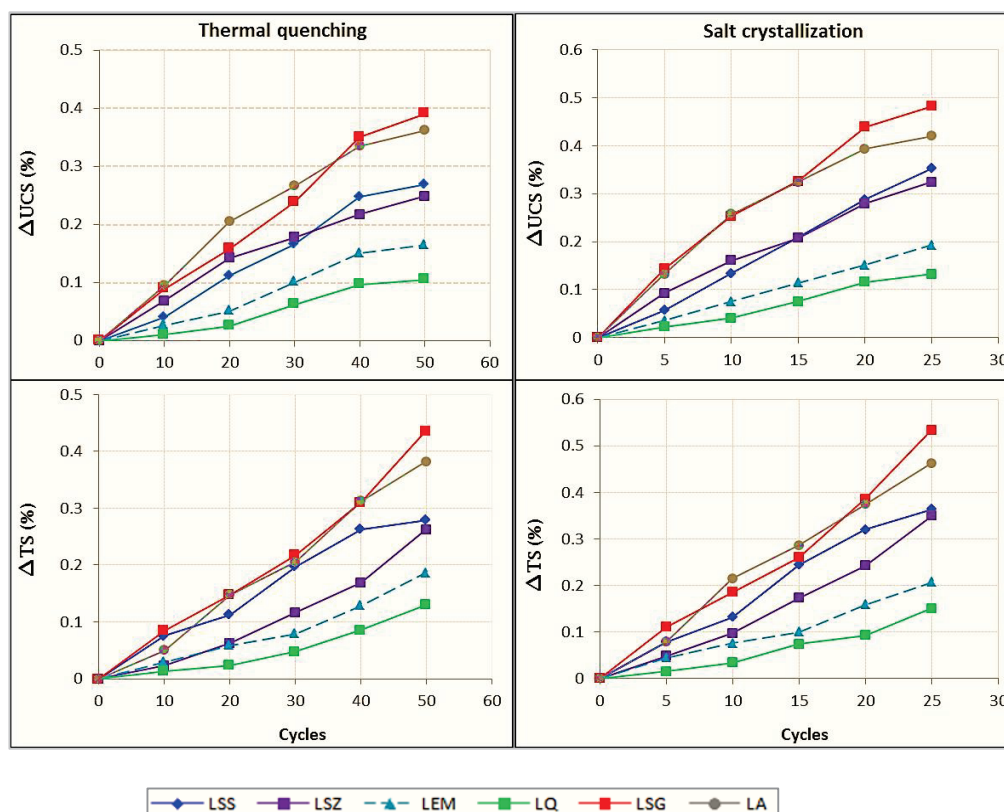 Thermal quenching
0.5
0.4
0.3
0.2
0.1
0
ΔUCS (%)
0 10 20 30 40 50 60
Salt crystallization
0.6
0.5
0.4
0.3
0.2
0.1
0
ΔUCS (%)
0 5 10 15 20 25 30
0.5
0.4
0.3
0.2
0.1
0
ΔTS (%)
0 10 20 30 40 50 60
Cycles
0.6
0.5
0.4
0.3
0.2
0.1
0
ΔTS (%)
0 5 10 15 20 25 30
Cycles
LSS LSZ LEM LQ LSG LA